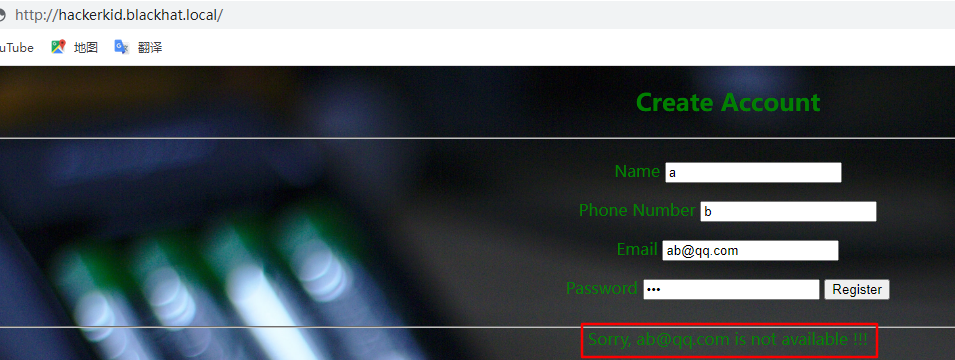 http://hackerkid.blackhat.local/
uTube 地图 翻译
Create Account
Name a
Phone Number b
Email ab@qq.com
Password ••• Register
Sorry, ab@qq.com is not available !!!